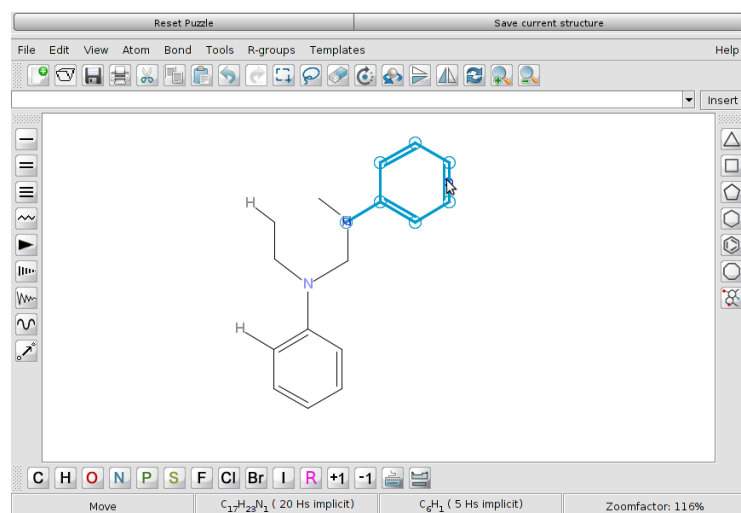 Reset Puzzle Save current structure
File Edit View Atom Bond Tools R-groups Templates Help
Insert
H
N
H
C H O N P S F Cl Br I R +1 -1
Move C17H23N1 ( 20 Hs implicit) C6H1 ( 5 Hs implicit) Zoomfactor: 116%